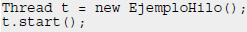 Thread t = new EjemploHilo();
t.start();